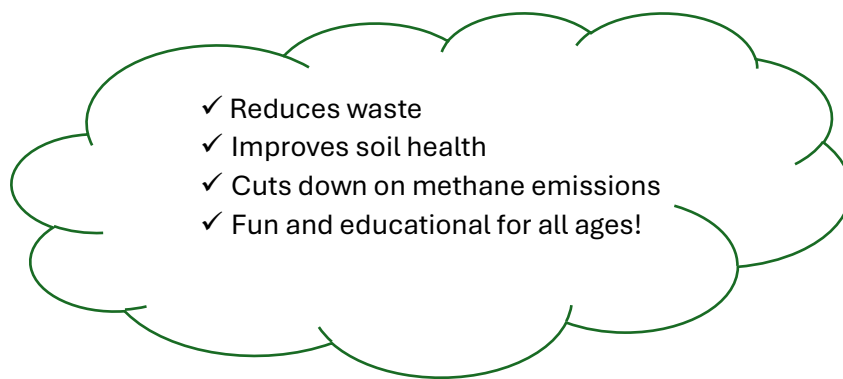 ✓ Reduces waste
✓ Improves soil health
✓ Cuts down on methane emissions
✓ Fun and educational for all ages!